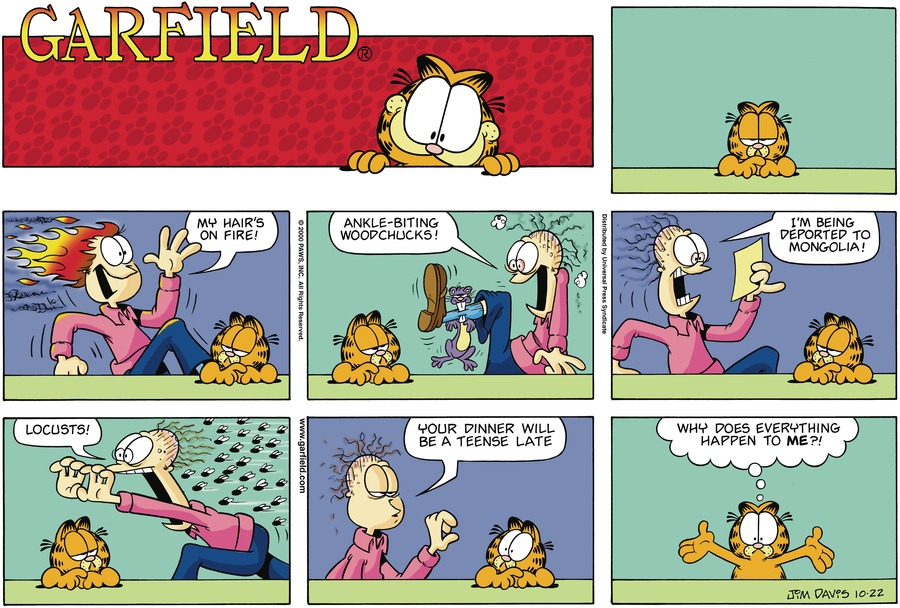 GARFIELD®
MY HAIR'S
ON FIRE!
© 2000 PAWS, INC. All Rights Reserved.
ANKLE-BITING
WOODCHUCKS!
Distributed by Universal Press Syndicate
I'M BEING
DEPORTED TO
MONGOLIA!
LOCUSTS!
www.garfield.com
YOUR DINNER WILL
BE A TEENSE LATE
WHY DOES EVERYTHING
HAPPEN TO ME?!
JIM DAVIS 10-22